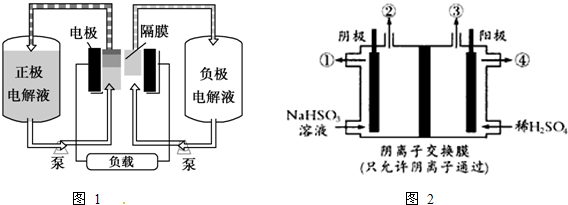 电极
隔膜
正极
电解液
负极
电解液
泵
负载
泵
图 1
②
③
阴极
阳极
①
④
NaHSO₃
溶液
稀H₂SO₄
阴离子交换膜
(只允许阴离子通过)
图 2